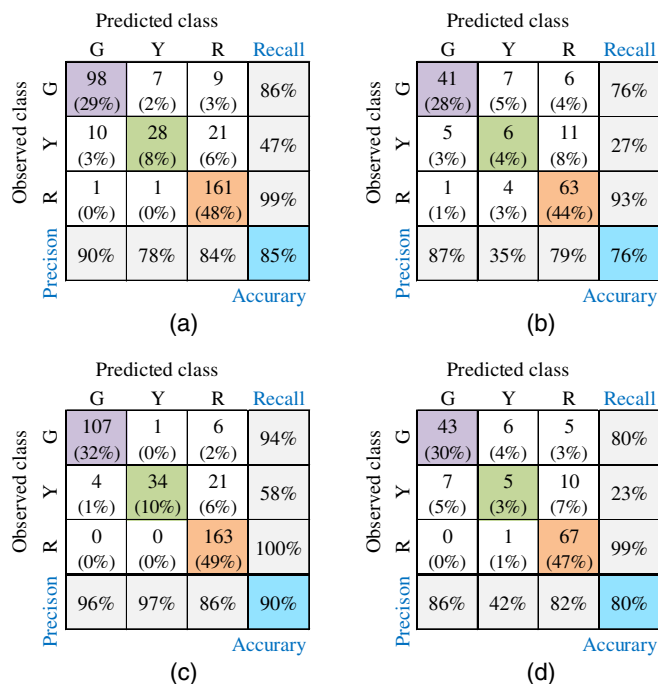 Predicted class
G Y R Recall
Observed class
G 98 7 9 86%
(29%) (2%) (3%)
Y 10 28 21 47%
(3%) (8%) (6%)
R 1 1 161 99%
(0%) (0%) (48%)
Precison 90% 78% 84% 85%
Accurary
(a)
Predicted class
G Y R Recall
Observed class
G 41 7 6 76%
(28%) (5%) (4%)
Y 5 6 11 27%
(3%) (4%) (8%)
R 1 4 63 93%
(1%) (3%) (44%)
Precison 87% 35% 79% 76%
Accurary
(b)
Predicted class
G Y R Recall
Observed class
G 107 1 6 94%
(32%) (0%) (2%)
Y 4 34 21 58%
(1%) (10%) (6%)
R 0 0 163 100%
(0%) (0%) (49%)
Precison 96% 97% 86% 90%
Accurary
(c)
Predicted class
G Y R Recall
Observed class
G 43 6 5 80%
(30%) (4%) (3%)
Y 7 5 10 23%
(5%) (3%) (7%)
R 0 1 67 99%
(0%) (1%) (47%)
Precison 86% 42% 82% 80%
Accurary
(d)